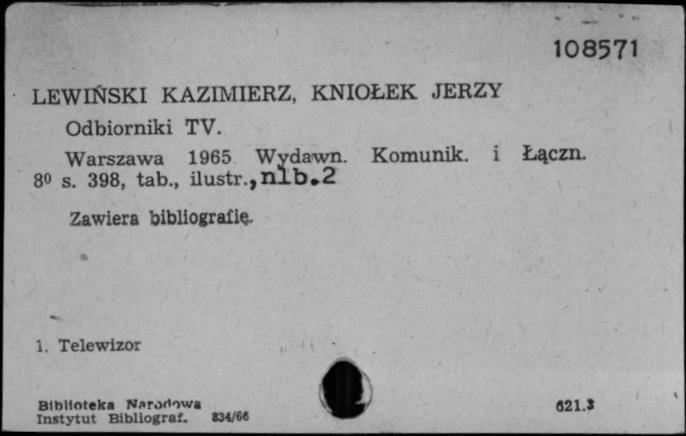 108571
LEWIŃSKI KAZIMIERZ, KNIOŁEK JERZY
Odbiorniki TV.
Warszawa 1965 Wydawn. Komunik. i Łączn.
8⁰ s. 398, tab., ilustr., nlb.2
Zawiera bibliografię.
1. Telewizor
Biblioteka Narodowa
Instytut Bibliograf. 834/66
621.3